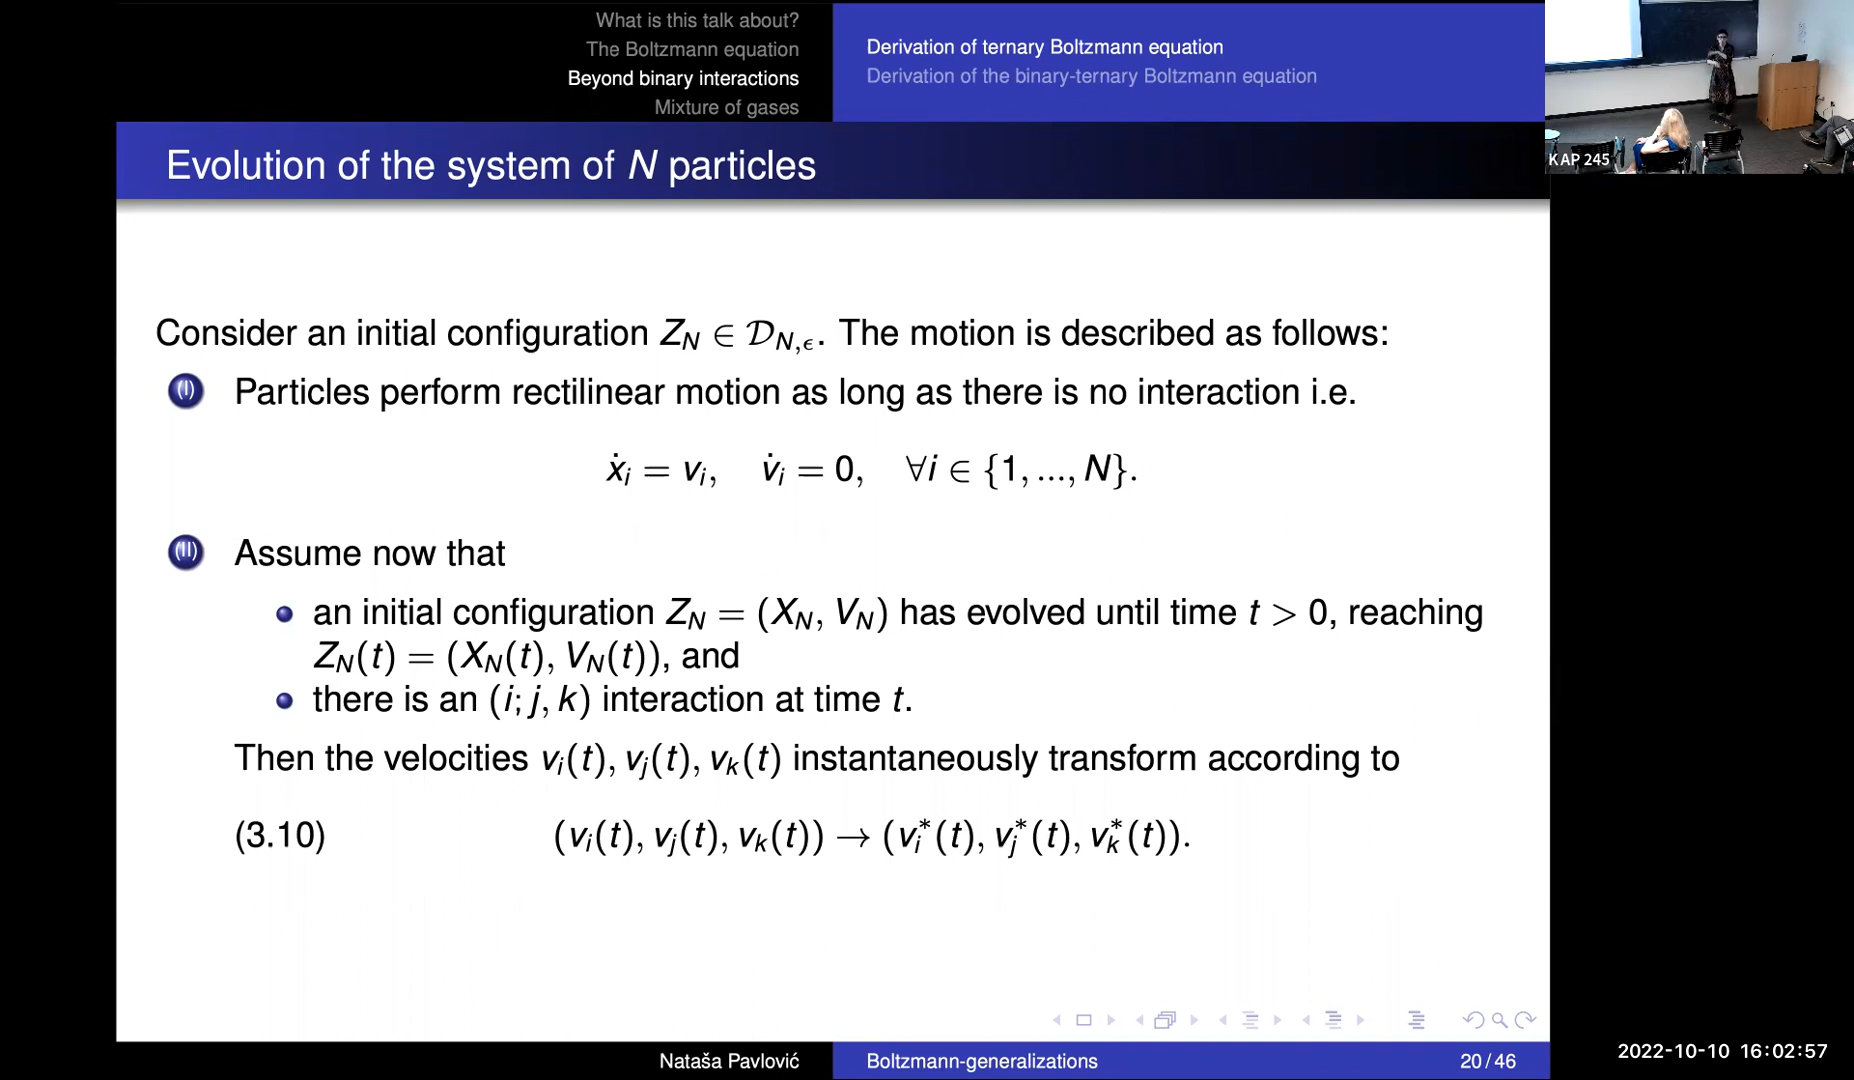 What is this talk about?
The Boltzmann equation
Beyond binary interactions
Mixture of gases
Derivation of ternary Boltzmann equation
Derivation of the binary-ternary Boltzmann equation
KAP 245
Evolution of the system of N particles
Consider an initial configuration Z_N ∈ 𝒟_{N,ϵ}. The motion is described as follows:
(I) Particles perform rectilinear motion as long as there is no interaction i.e.
ẋ_i = v_i, v̇_i = 0, ∀i ∈ {1, ..., N}.
(II) Assume now that
an initial configuration Z_N = (X_N, V_N) has evolved until time t > 0, reaching
Z_N(t) = (X_N(t), V_N(t)), and
there is an (i; j, k) interaction at time t.
Then the velocities v_i(t), v_j(t), v_k(t) instantaneously transform according to
(3.10) (v_i(t), v_j(t), v_k(t)) → (v_i^*(t), v_j^*(t), v_k^*(t)).
Nataša Pavlović
Boltzmann-generalizations
20 / 46
2022-10-10 16:02:57